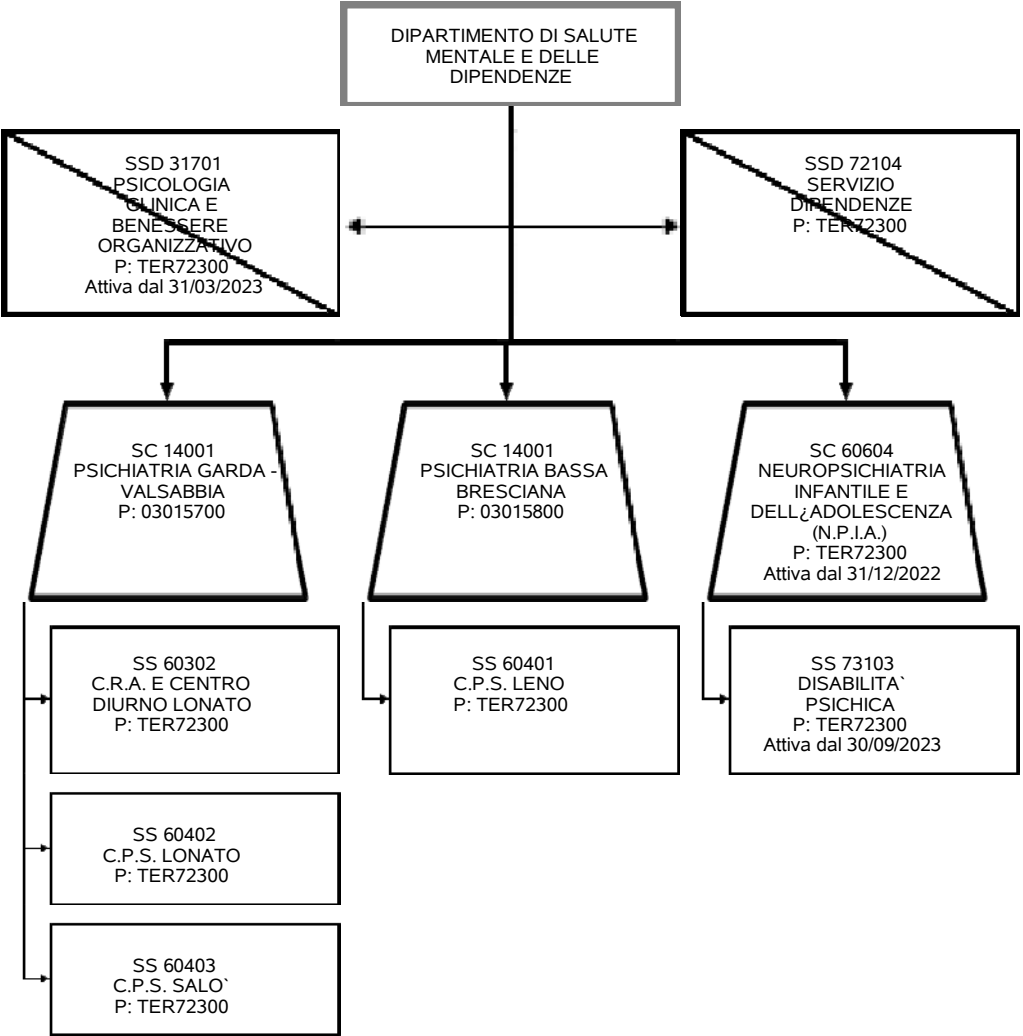 DIPARTIMENTO DI SALUTE
MENTALE E DELLE
DIPENDENZE
SSD 31701
PSICOLOGIA
CLINICA E
BENESSERE
ORGANIZZATIVO
P: TER72300
Attiva dal 31/03/2023
SSD 72104
SERVIZIO
DIPENDENZE
P: TER72300
SC 14001
PSICHIATRIA GARDA -
VALSABBIA
P: 03015700
SC 14001
PSICHIATRIA BASSA
BRESCIANA
P: 03015800
SC 60604
NEUROPSICHIATRIA
INFANTILE E
DELL¿ADOLESCENZA
(N.P.I.A.)
P: TER72300
Attiva dal 31/12/2022
SS 60302
C.R.A. E CENTRO
DIURNO LONATO
P: TER72300
SS 60401
C.P.S. LENO
P: TER72300
SS 73103
DISABILITA`
PSICHICA
P: TER72300
Attiva dal 30/09/2023
SS 60402
C.P.S. LONATO
P: TER72300
SS 60403
C.P.S. SALO`
P: TER72300